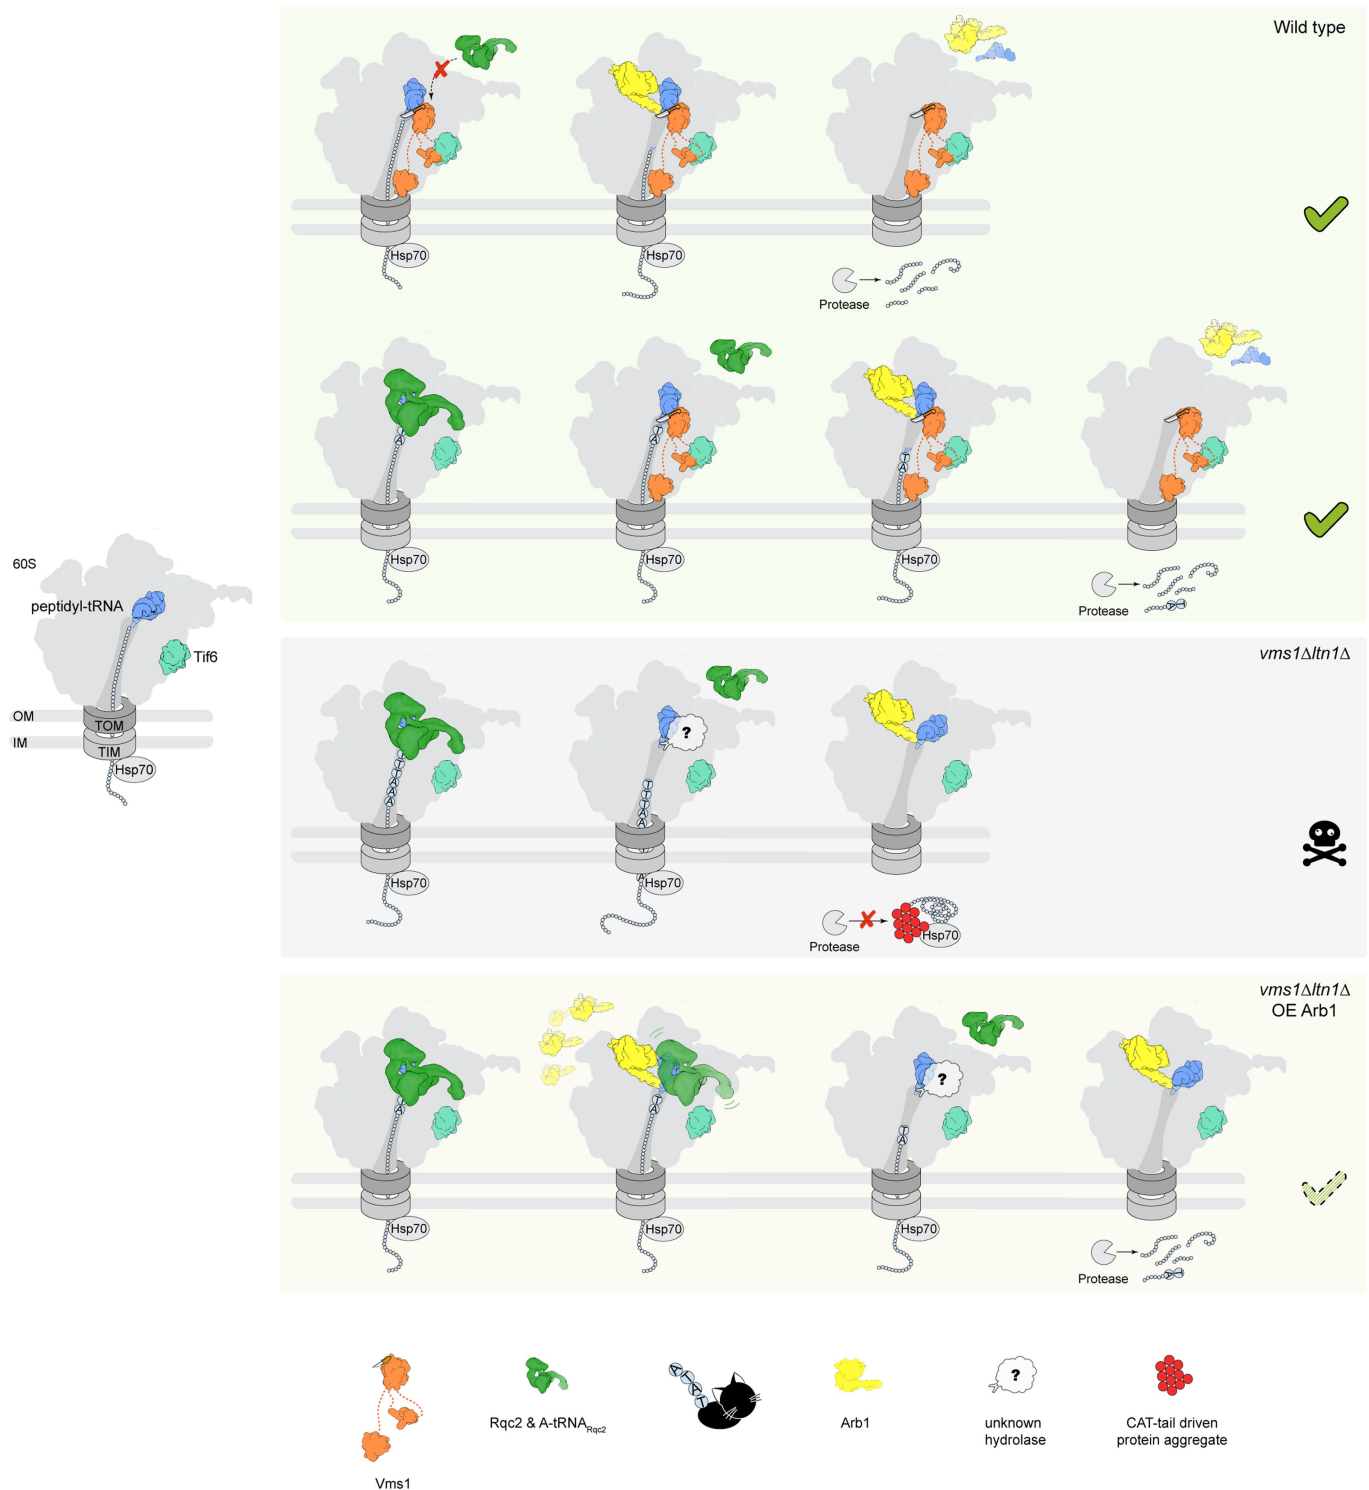 Wild type
Hsp70
Hsp70
Protease
A
T
A
T
A
Hsp70
Hsp70
Hsp70
Protease
T
A
60S
peptidyl-tRNA
Tif6
OM
TOM
IM
TIM
Hsp70
vms1Δltn1Δ
?
T
T
A
A
A
T
T
A
A
A
Hsp70
Hsp70
Protease
Hsp70
vms1Δltn1Δ
OE Arb1
?
A
T
A
T
A
Hsp70
Hsp70
Hsp70
Protease
A
T
A
T
A
T
?
Rqc2 & A-tRNA Rqc2
Arb1
unknown
hydrolase
CAT-tail driven
protein aggregate
Vms1